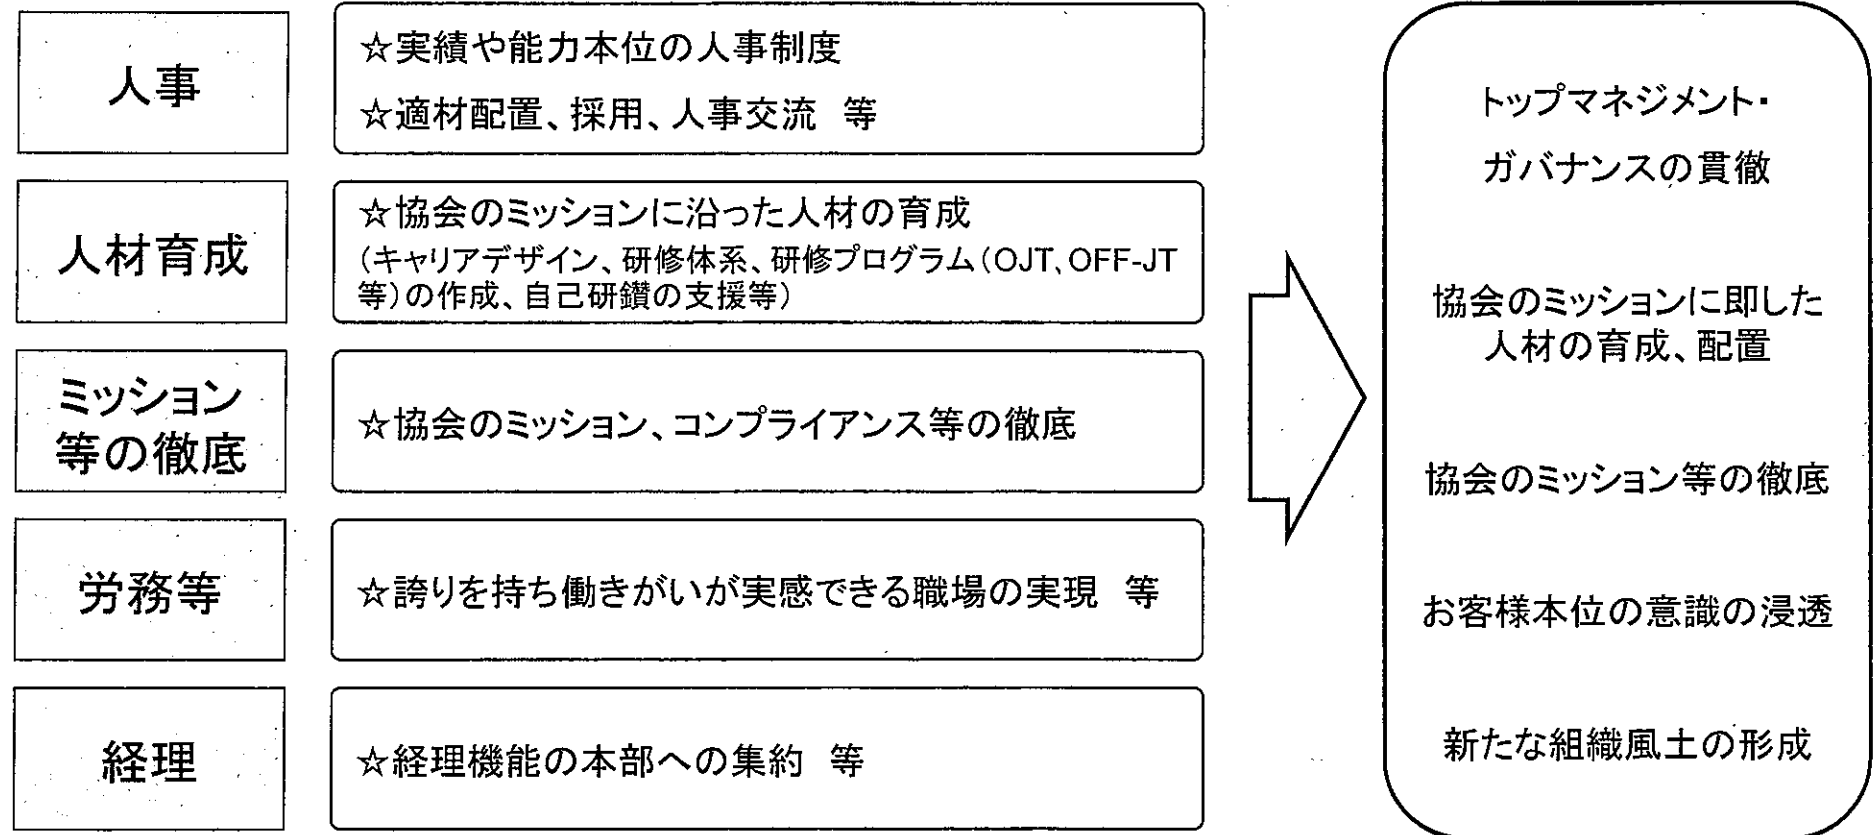 人事
☆実績や能力本位の人事制度
☆適材配置、採用、人事交流　等
人材育成
☆協会のミッションに沿った人材の育成
（キャリアデザイン、研修体系、研修プログラム（OJT、OFF-JT
等）の作成、自己研鑽の支援等）
ミッション
等の徹底
☆協会のミッション、コンプライアンス等の徹底
労務等
☆誇りを持ち働きがいが実感できる職場の実現　等
経理
☆経理機能の本部への集約　等
トップマネジメント・
ガバナンスの貫徹
協会のミッションに即した
人材の育成、配置
協会のミッション等の徹底
お客様本位の意識の浸透
新たな組織風土の形成